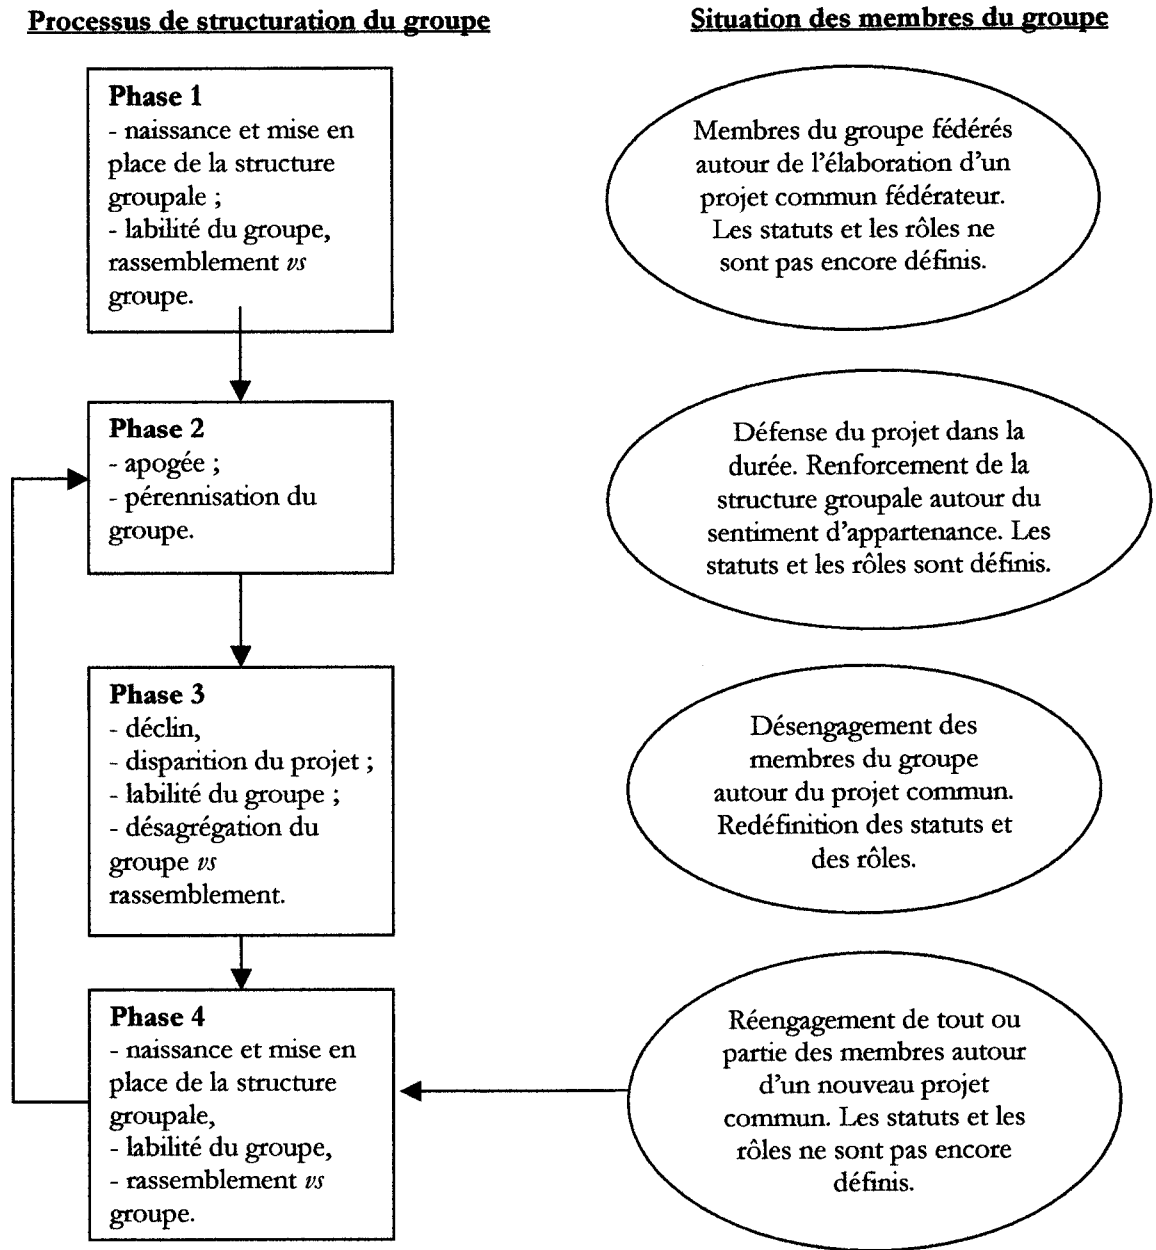 Processus de structuration du groupe
Situation des membres du groupe
Phase 1
- naissance et mise en
place de la structure
groupale ;
- labilité du groupe,
rassemblement vs
groupe.
Membres du groupe fédérés
autour de l'élaboration d'un
projet commun fédérateur.
Les statuts et les rôles ne
sont pas encore définis.
Phase 2
- apogée ;
- pérennisation du
groupe.
Défense du projet dans la
durée. Renforcement de la
structure groupale autour du
sentiment d'appartenance. Les
statuts et les rôles sont définis.
Phase 3
- déclin,
- disparition du projet ;
- labilité du groupe ;
- désagrégation du
groupe vs
rassemblement.
Désengagement des
membres du groupe
autour du projet commun.
Redéfinition des statuts et
des rôles.
Phase 4
- naissance et mise en
place de la structure
groupale,
- labilité du groupe,
- rassemblement vs
groupe.
Réengagement de tout ou
partie des membres autour
d'un nouveau projet
commun. Les statuts et les
rôles ne sont pas encore
définis.